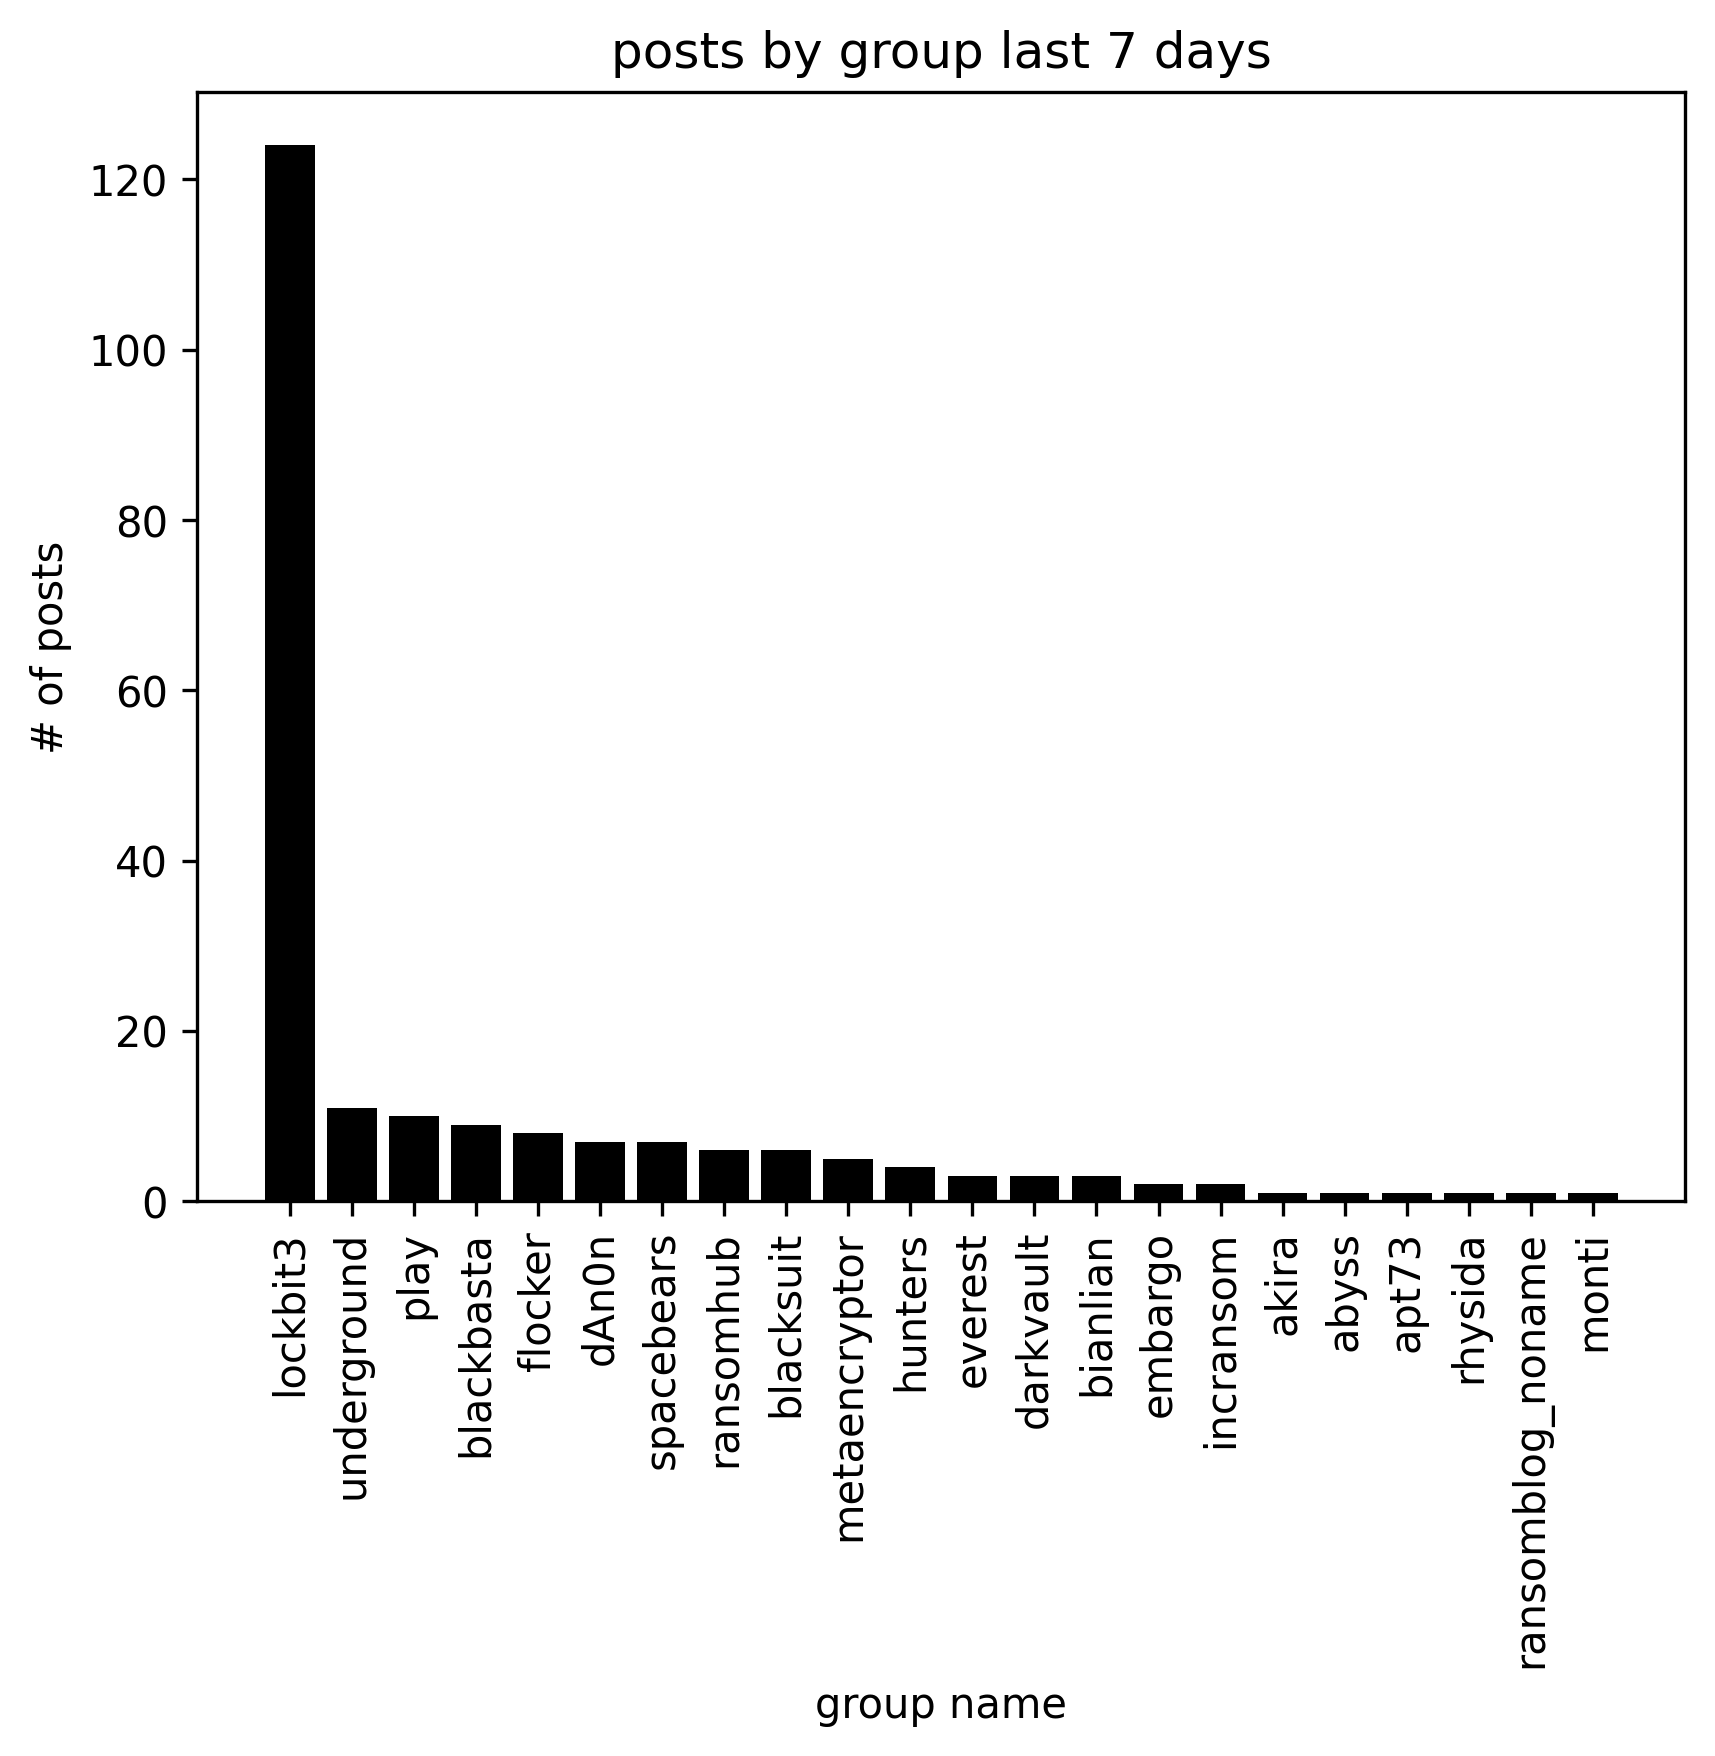 posts by group last 7 days
# of posts
120
100
80
60
40
20
0
lockbit3
underground
play
blackbasta
flocker
dAn0n
spacebears
ransomhub
blacksuit
metaencryptor
hunters
everest
darkvault
bianlian
embargo
incransom
akira
abyss
apt73
rhysida
ransomblog_noname
monti
group name